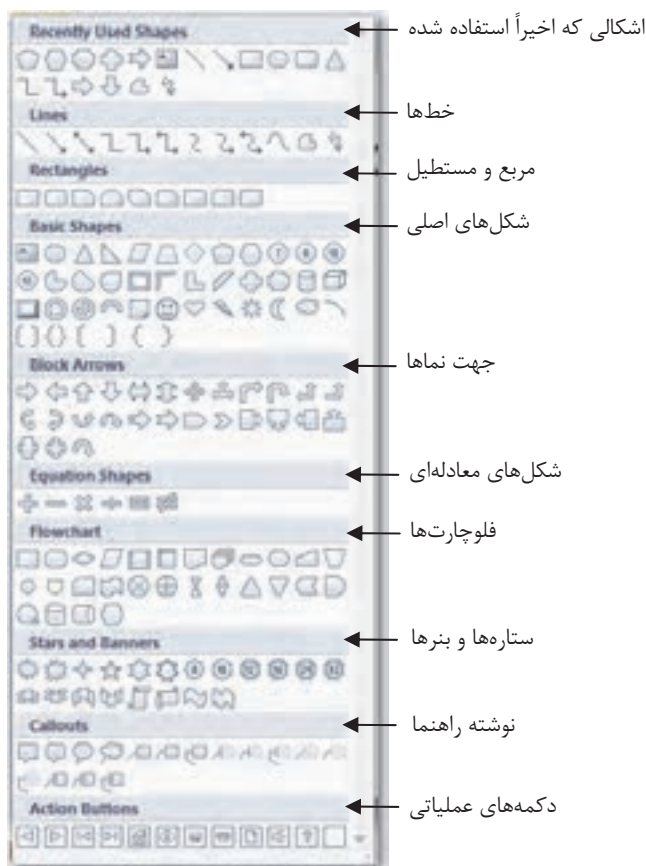 Recently Used Shapes
اشکالی که اخیراً استفاده شده
Lines
خط‌ها
Rectangles
مربع و مستطیل
Basic Shapes
شکل‌های اصلی
Block Arrows
جهت نماها
Equation Shapes
شکل‌های معادله‌ای
Flowchart
فلوچارت‌ها
Stars and Banners
ستاره‌ها و بنرها
Callouts
نوشته راهنما
Action Buttons
دکمه‌های عملیاتی